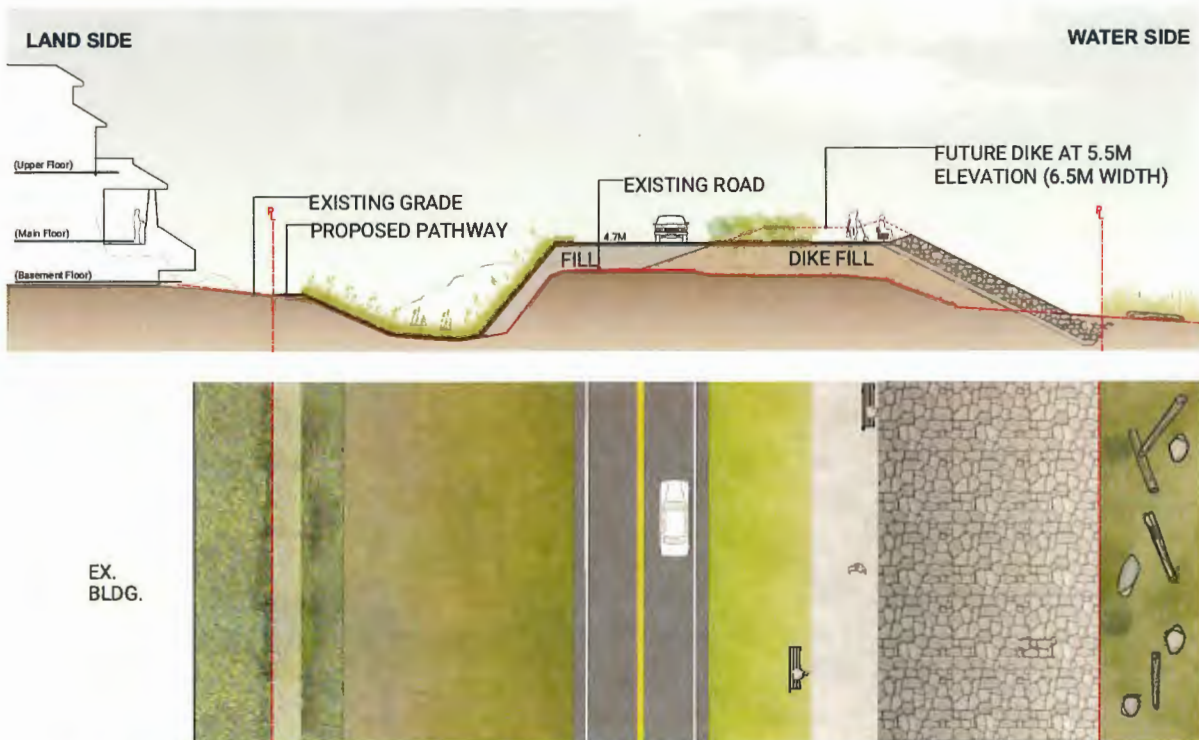 LAND SIDE
WATER SIDE
(Upper Floor)
(Main Floor)
(Basement Floor)
EXISTING GRADE
PROPOSED PATHWAY
EXISTING ROAD
FUTURE DIKE AT 5.5M
ELEVATION (6.5M WIDTH)
4.7M
FILL
DIKE FILL
EX.
BLDG.